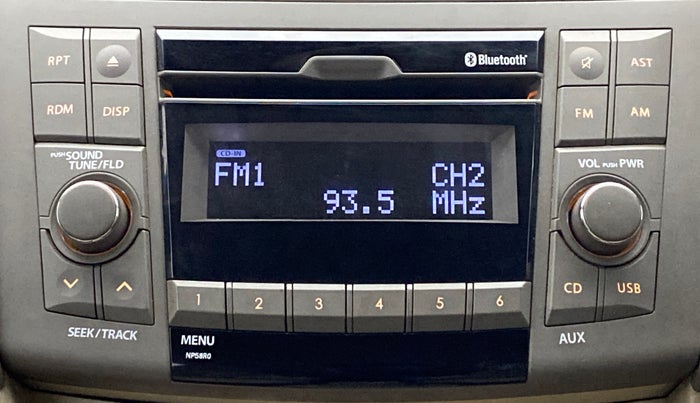 Bluetooth
RPT
AST
RDM
DISP
FM
AM
PUSH SOUND
TUNE/FLD
VOL PUSH PWR
CD-IN
FM1 CH2
93.5 MHz
CD
USB
1 2 3 4 5 6
SEEK/TRACK
MENU
AUX
NP58R0